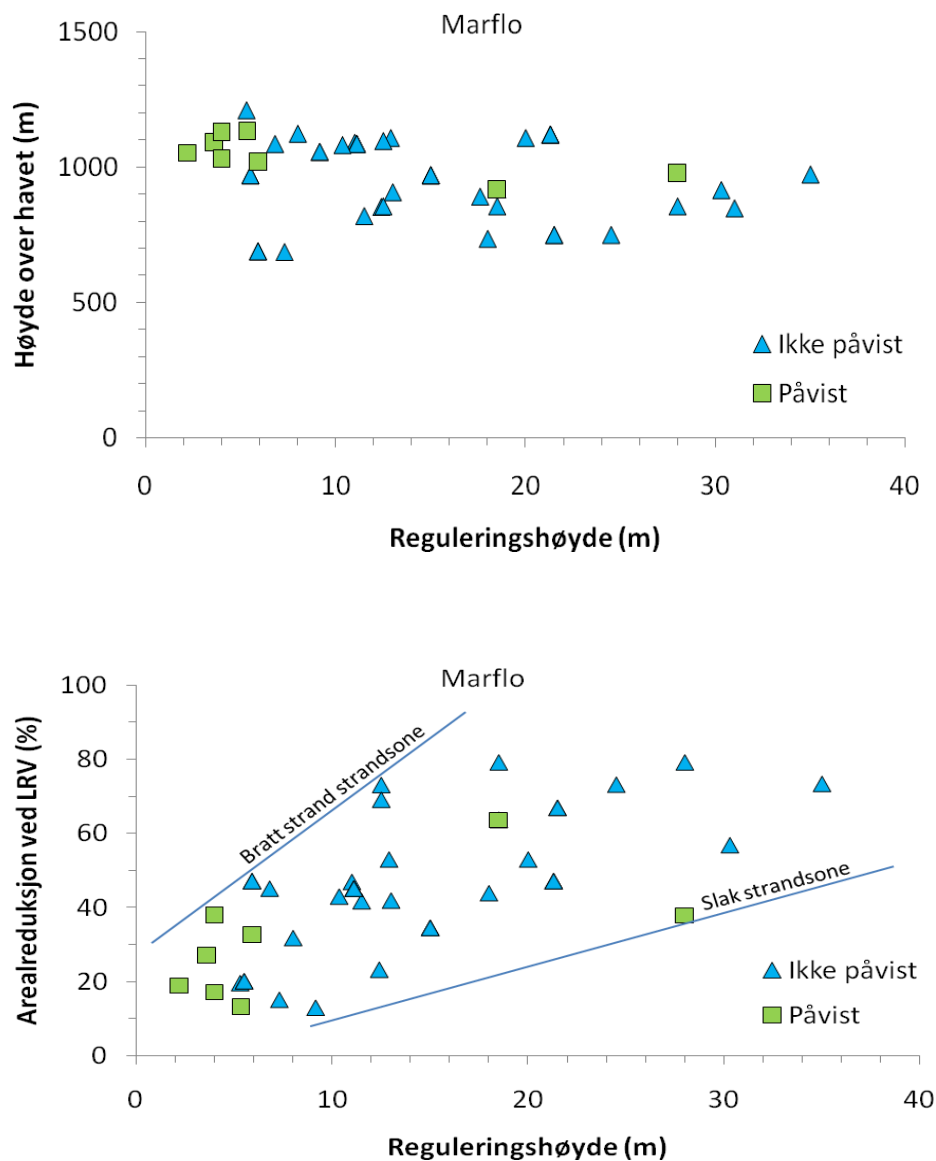 Marflo
Høyde over havet (m)
1500
1000
500
0
Ikke påvist
Påvist
0 10 20 30 40
Reguleringshøyde (m)
Marflo
Arealreduksjon ved LRV (%)
100
80
60
40
20
0
Bratt strand strandsone
Slak strandsone
Ikke påvist
Påvist
0 10 20 30 40
Reguleringshøyde (m)